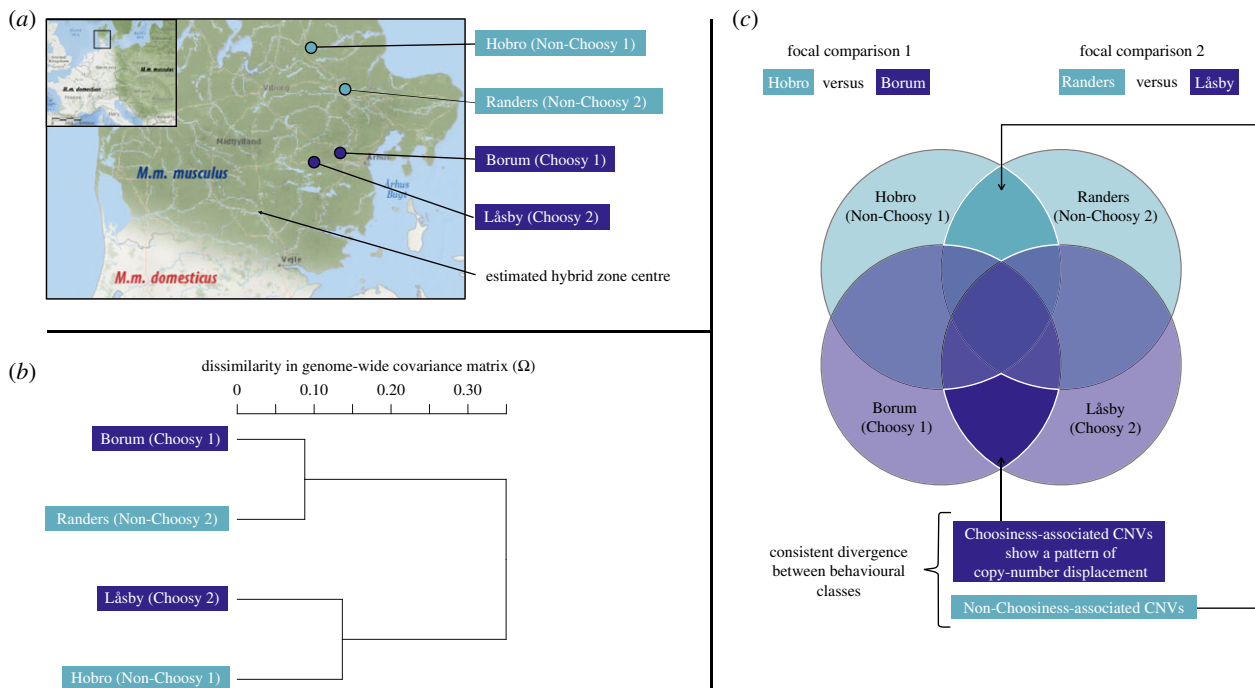 (a)
M.m. musculus
M.m. domesticus
Viborg
Midtjylland
Århus
Århus
Bugt
M.m. musculus
Vejle
M.m. domesticus
Hobro (Non-Choosy 1)
Randers (Non-Choosy 2)
Borum (Choosy 1)
Låsby (Choosy 2)
estimated hybrid zone centre
(b)
dissimilarity in genome-wide covariance matrix (Ω)
0 0.10 0.20 0.30
Borum (Choosy 1)
Randers (Non-Choosy 2)
Låsby (Choosy 2)
Hobro (Non-Choosy 1)
(c)
focal comparison 1
Hobro versus Borum
focal comparison 2
Randers versus Låsby
Hobro
(Non-Choosy 1)
Randers
(Non-Choosy 2)
Borum
(Choosy 1)
Låsby
(Choosy 2)
consistent divergence
between behavioural
classes
Choosiness-associated CNVs
show a pattern of
copy-number displacement
Non-Choosiness-associated CNVs